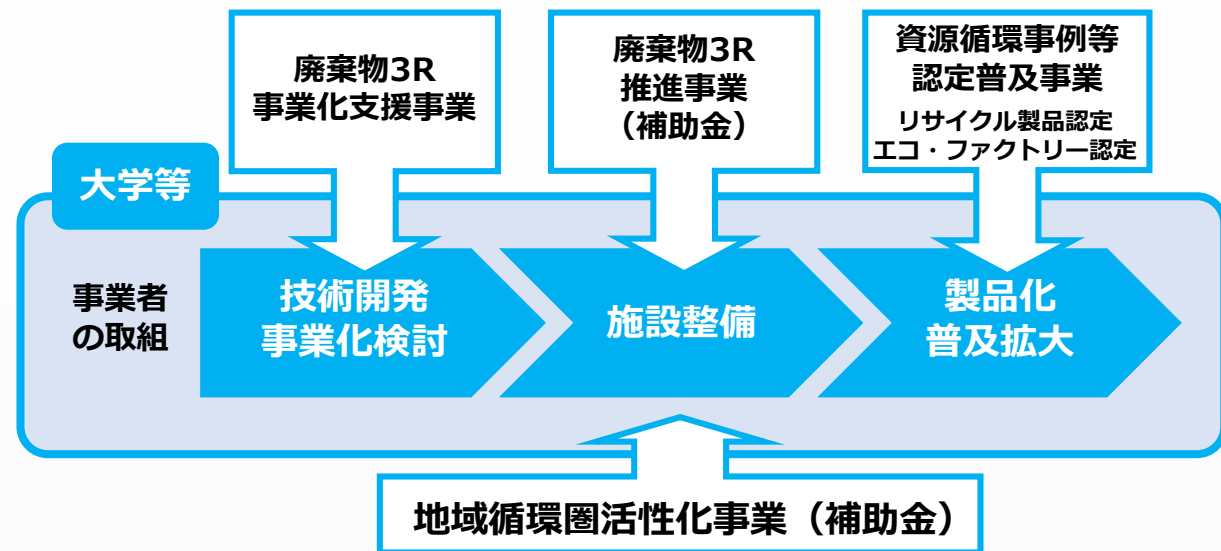 廃棄物3R
事業化支援事業
廃棄物3R
推進事業
（補助金）
資源循環事例等
認定普及事業
リサイクル製品認定
エコ・ファクトリー認定
大学等
事業者
の取組
技術開発
事業化検討
施設整備
製品化
普及拡大
地域循環圏活性化事業（補助金）